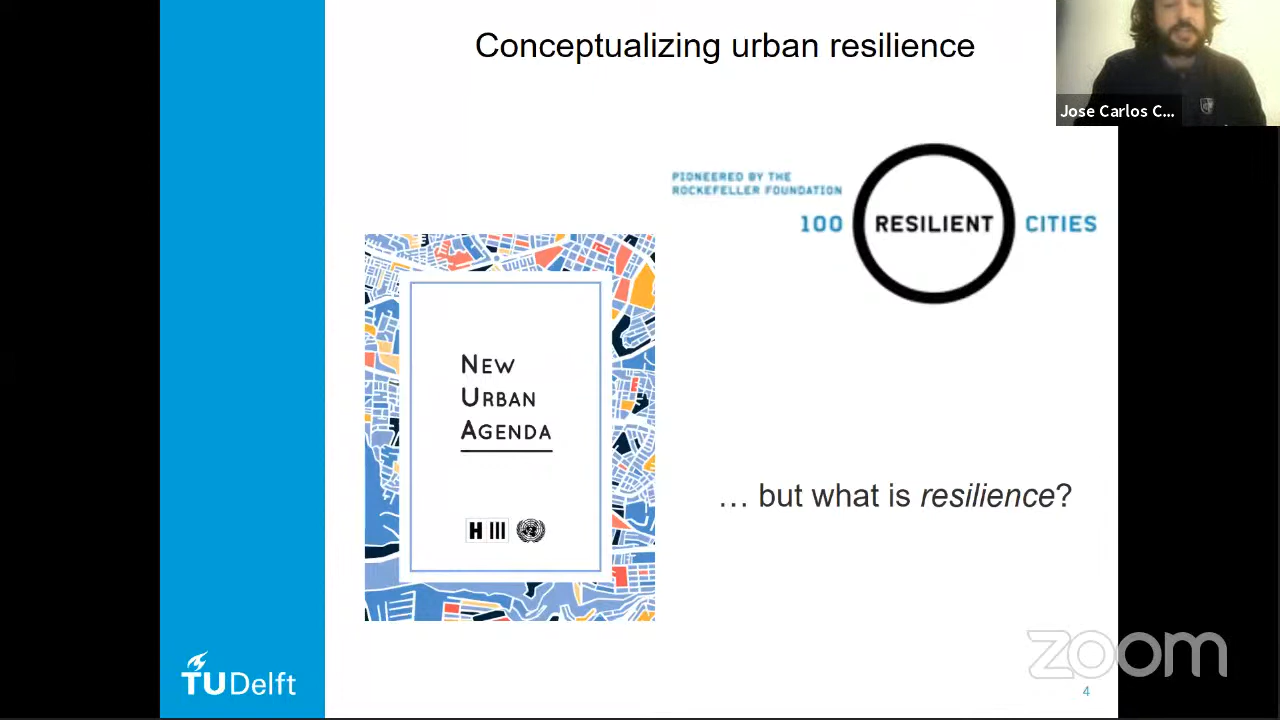 Conceptualizing urban resilience
Jose Carlos C...
PIONEERED BY THE
ROCKEFELLER FOUNDATION
100 RESILIENT CITIES
NEW
URBAN
AGENDA
H III
… but what is resilience?
TUDelft
zoom
4